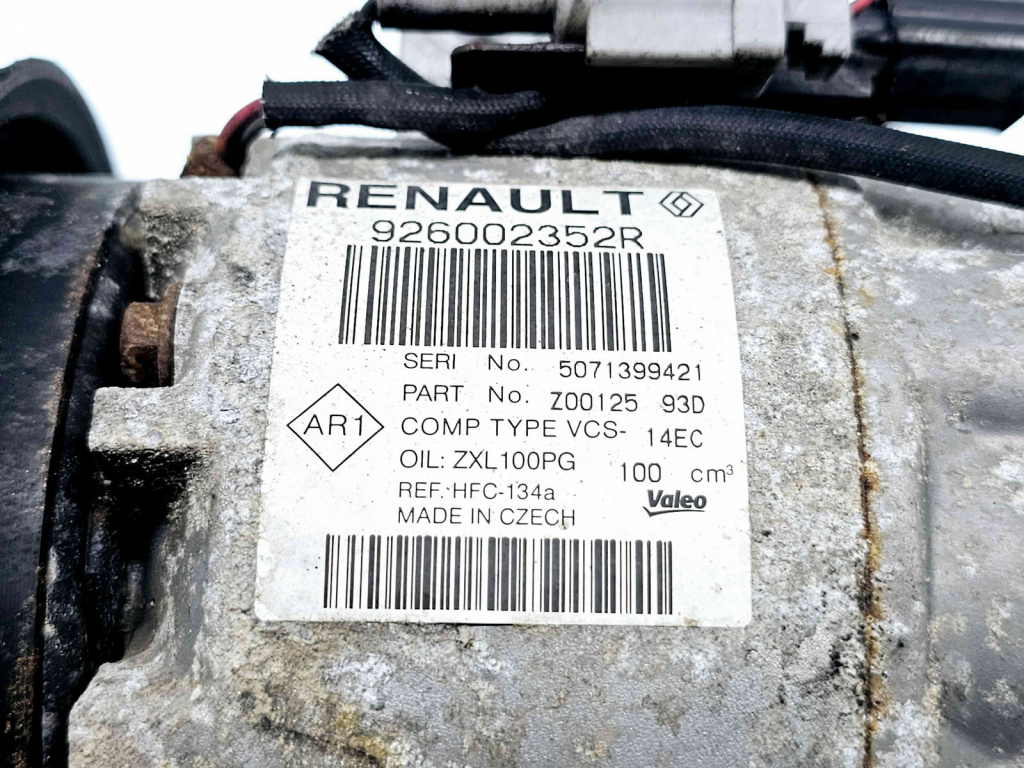 RENAULT
926002352R
SERI No. 5071399421
PART No. Z00125 93D
AR1
COMP TYPE VCS- 14EC
OIL: ZXL100PG 100 cm³
REF. HFC-134a
Valeo
MADE IN CZECH